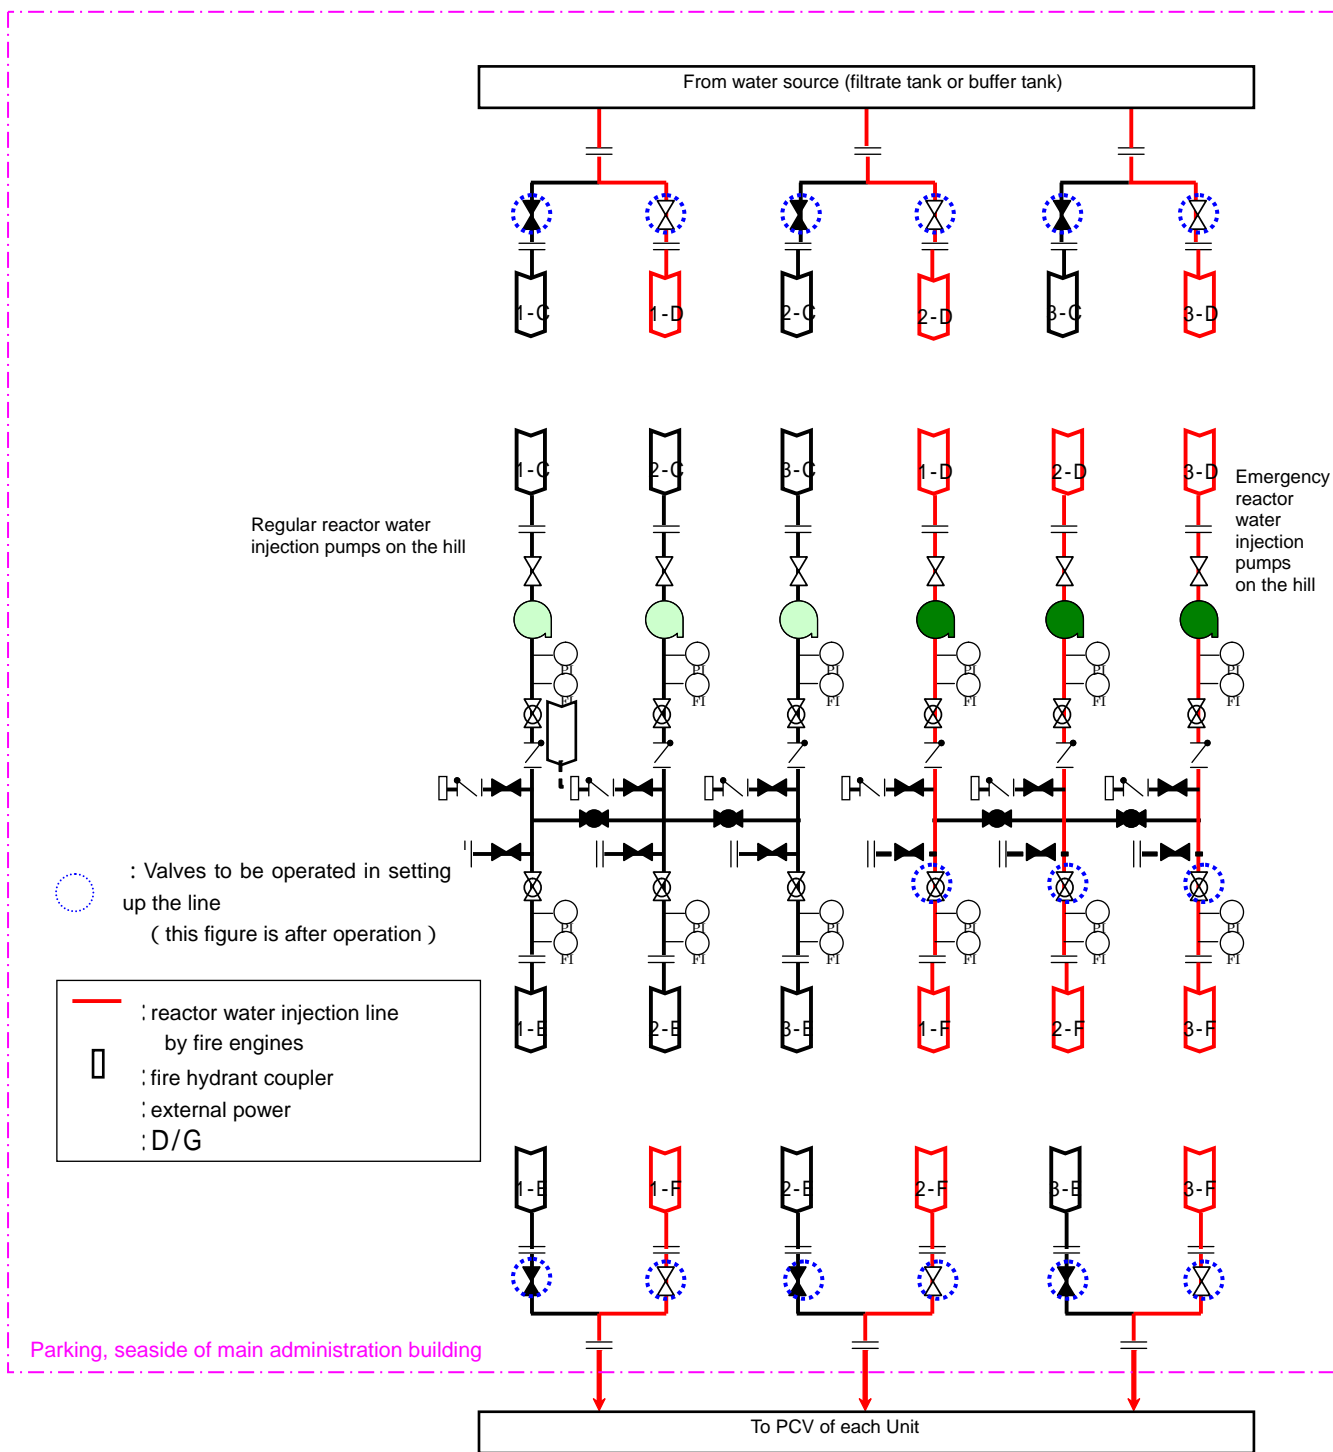 From water source (filtrate tank or buffer tank)
1-C 1-D 2-C 2-D 3-C 3-D
1-C 2-C 3-C 1-D 2-D 3-D
Regular reactor water
injection pumps on the hill
Emergency
reactor
water
injection
pumps
on the hill
PI PI PI PI PI PI
FI FI FI FI FI FI
: Valves to be operated in setting
up the line
( this figure is after operation )
PI PI PI PI PI PI
FI FI FI FI FI FI
1-E 2-E 3-E 1-F 2-F 3-F
: reactor water injection line
by fire engines
: fire hydrant coupler
: external power
: D/G
1-E 1-F 2-E 2-F 3-E 3-F
Parking, seaside of main administration building
To PCV of each Unit